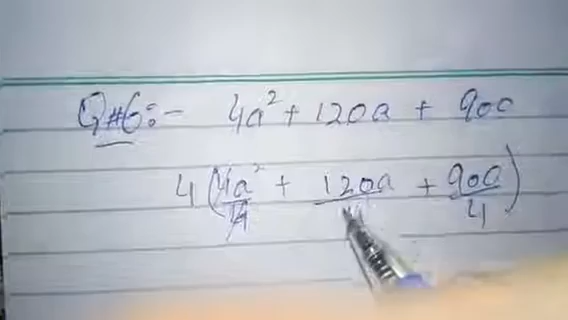 Q#6:- 4a² + 120a + 900
4(4a²/4 + 120a/4 + 900/4)